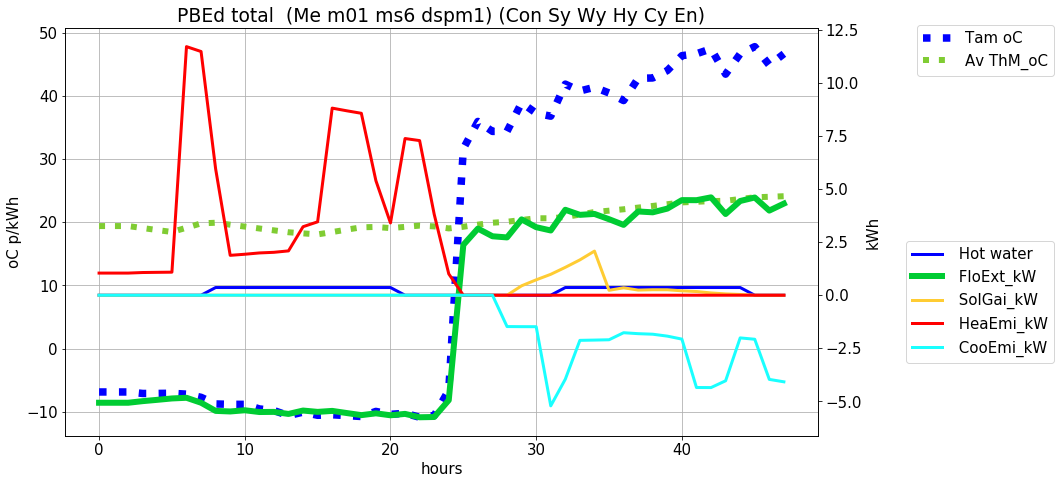 PBEd total  (Me m01 ms6 dspm1) (Con Sy Wy Hy Cy En)
50
40
30
20
10
0
−10
oC p/kWh
0
10
20
30
40
hours
12.5
10.0
7.5
5.0
2.5
0.0
−2.5
−5.0
kWh
Tam oC
Av ThM_oC
Hot water
FloExt_kW
SolGai_kW
HeaEmi_kW
CooEmi_kW